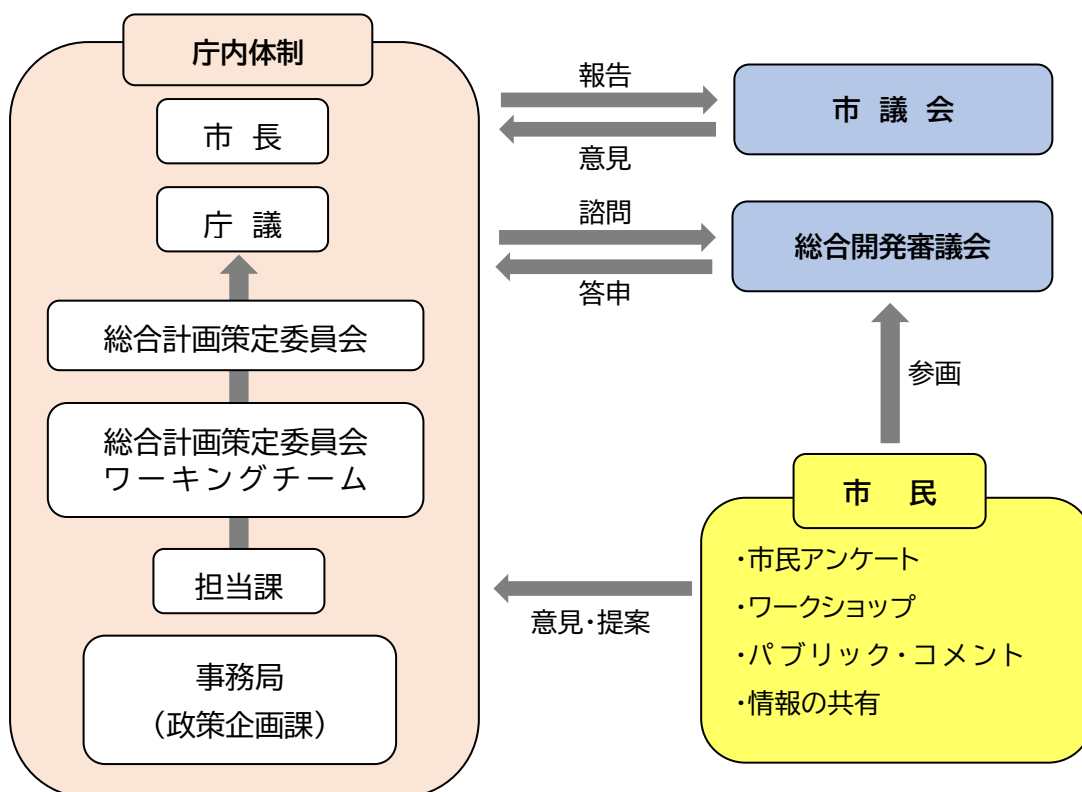 庁内体制
市 長
庁 議
総合計画策定委員会
総合計画策定委員会
ワーキングチーム
担当課
事務局
（政策企画課）
報告
意見
市 議 会
諮問
答申
総合開発審議会
参画
市 民
・市民アンケート
・ワークショップ
・パブリック・コメント
・情報の共有
意見・提案